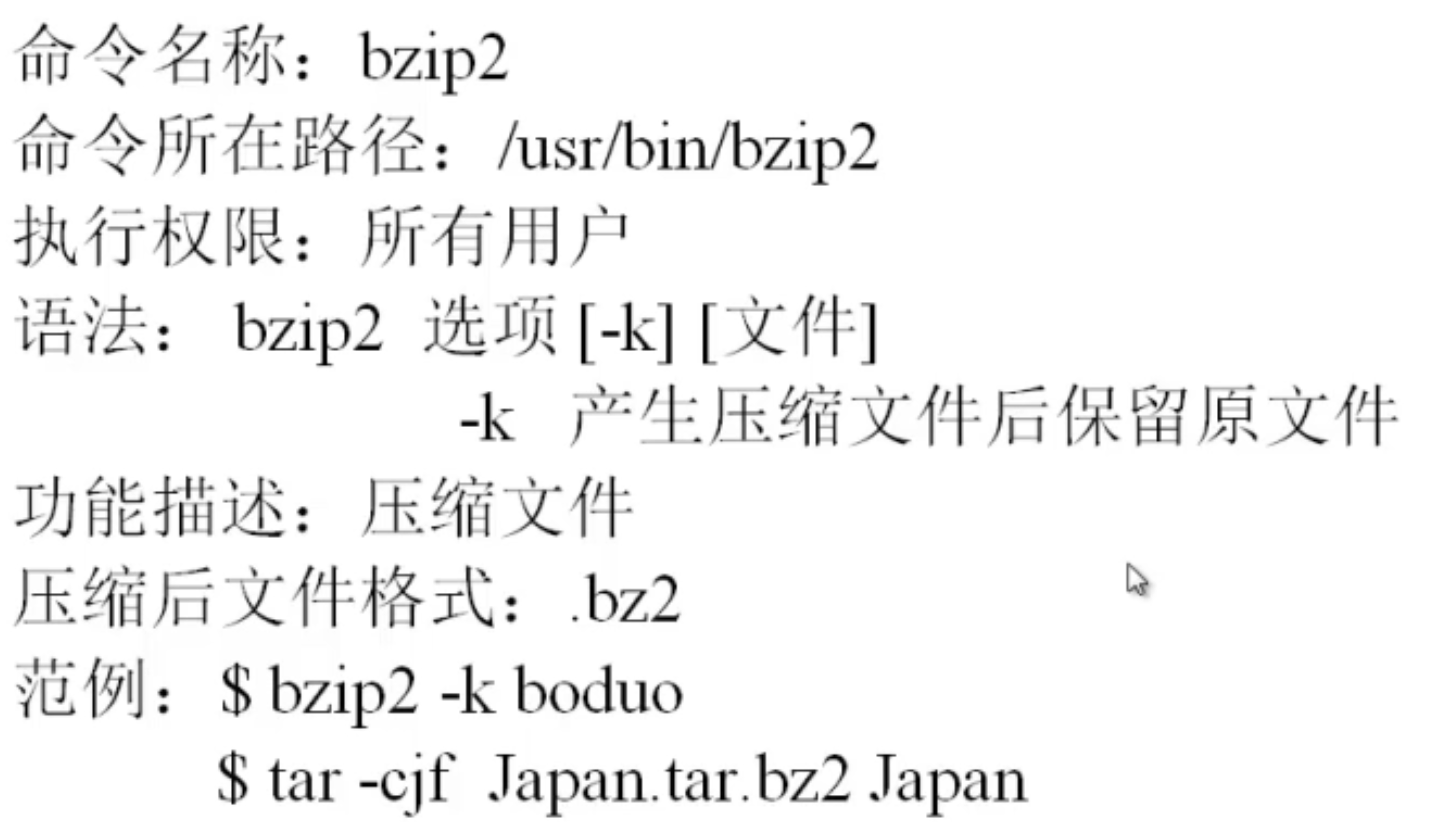 命令名称：bzip2
命令所在路径：/usr/bin/bzip2
执行权限：所有用户
语法： bzip2 选项 [-k] [文件]
-k 产生压缩文件后保留原文件
功能描述：压缩文件
压缩后文件格式：.bz2
范例：$ bzip2 -k boduo
$ tar -cjf Japan.tar.bz2 Japan